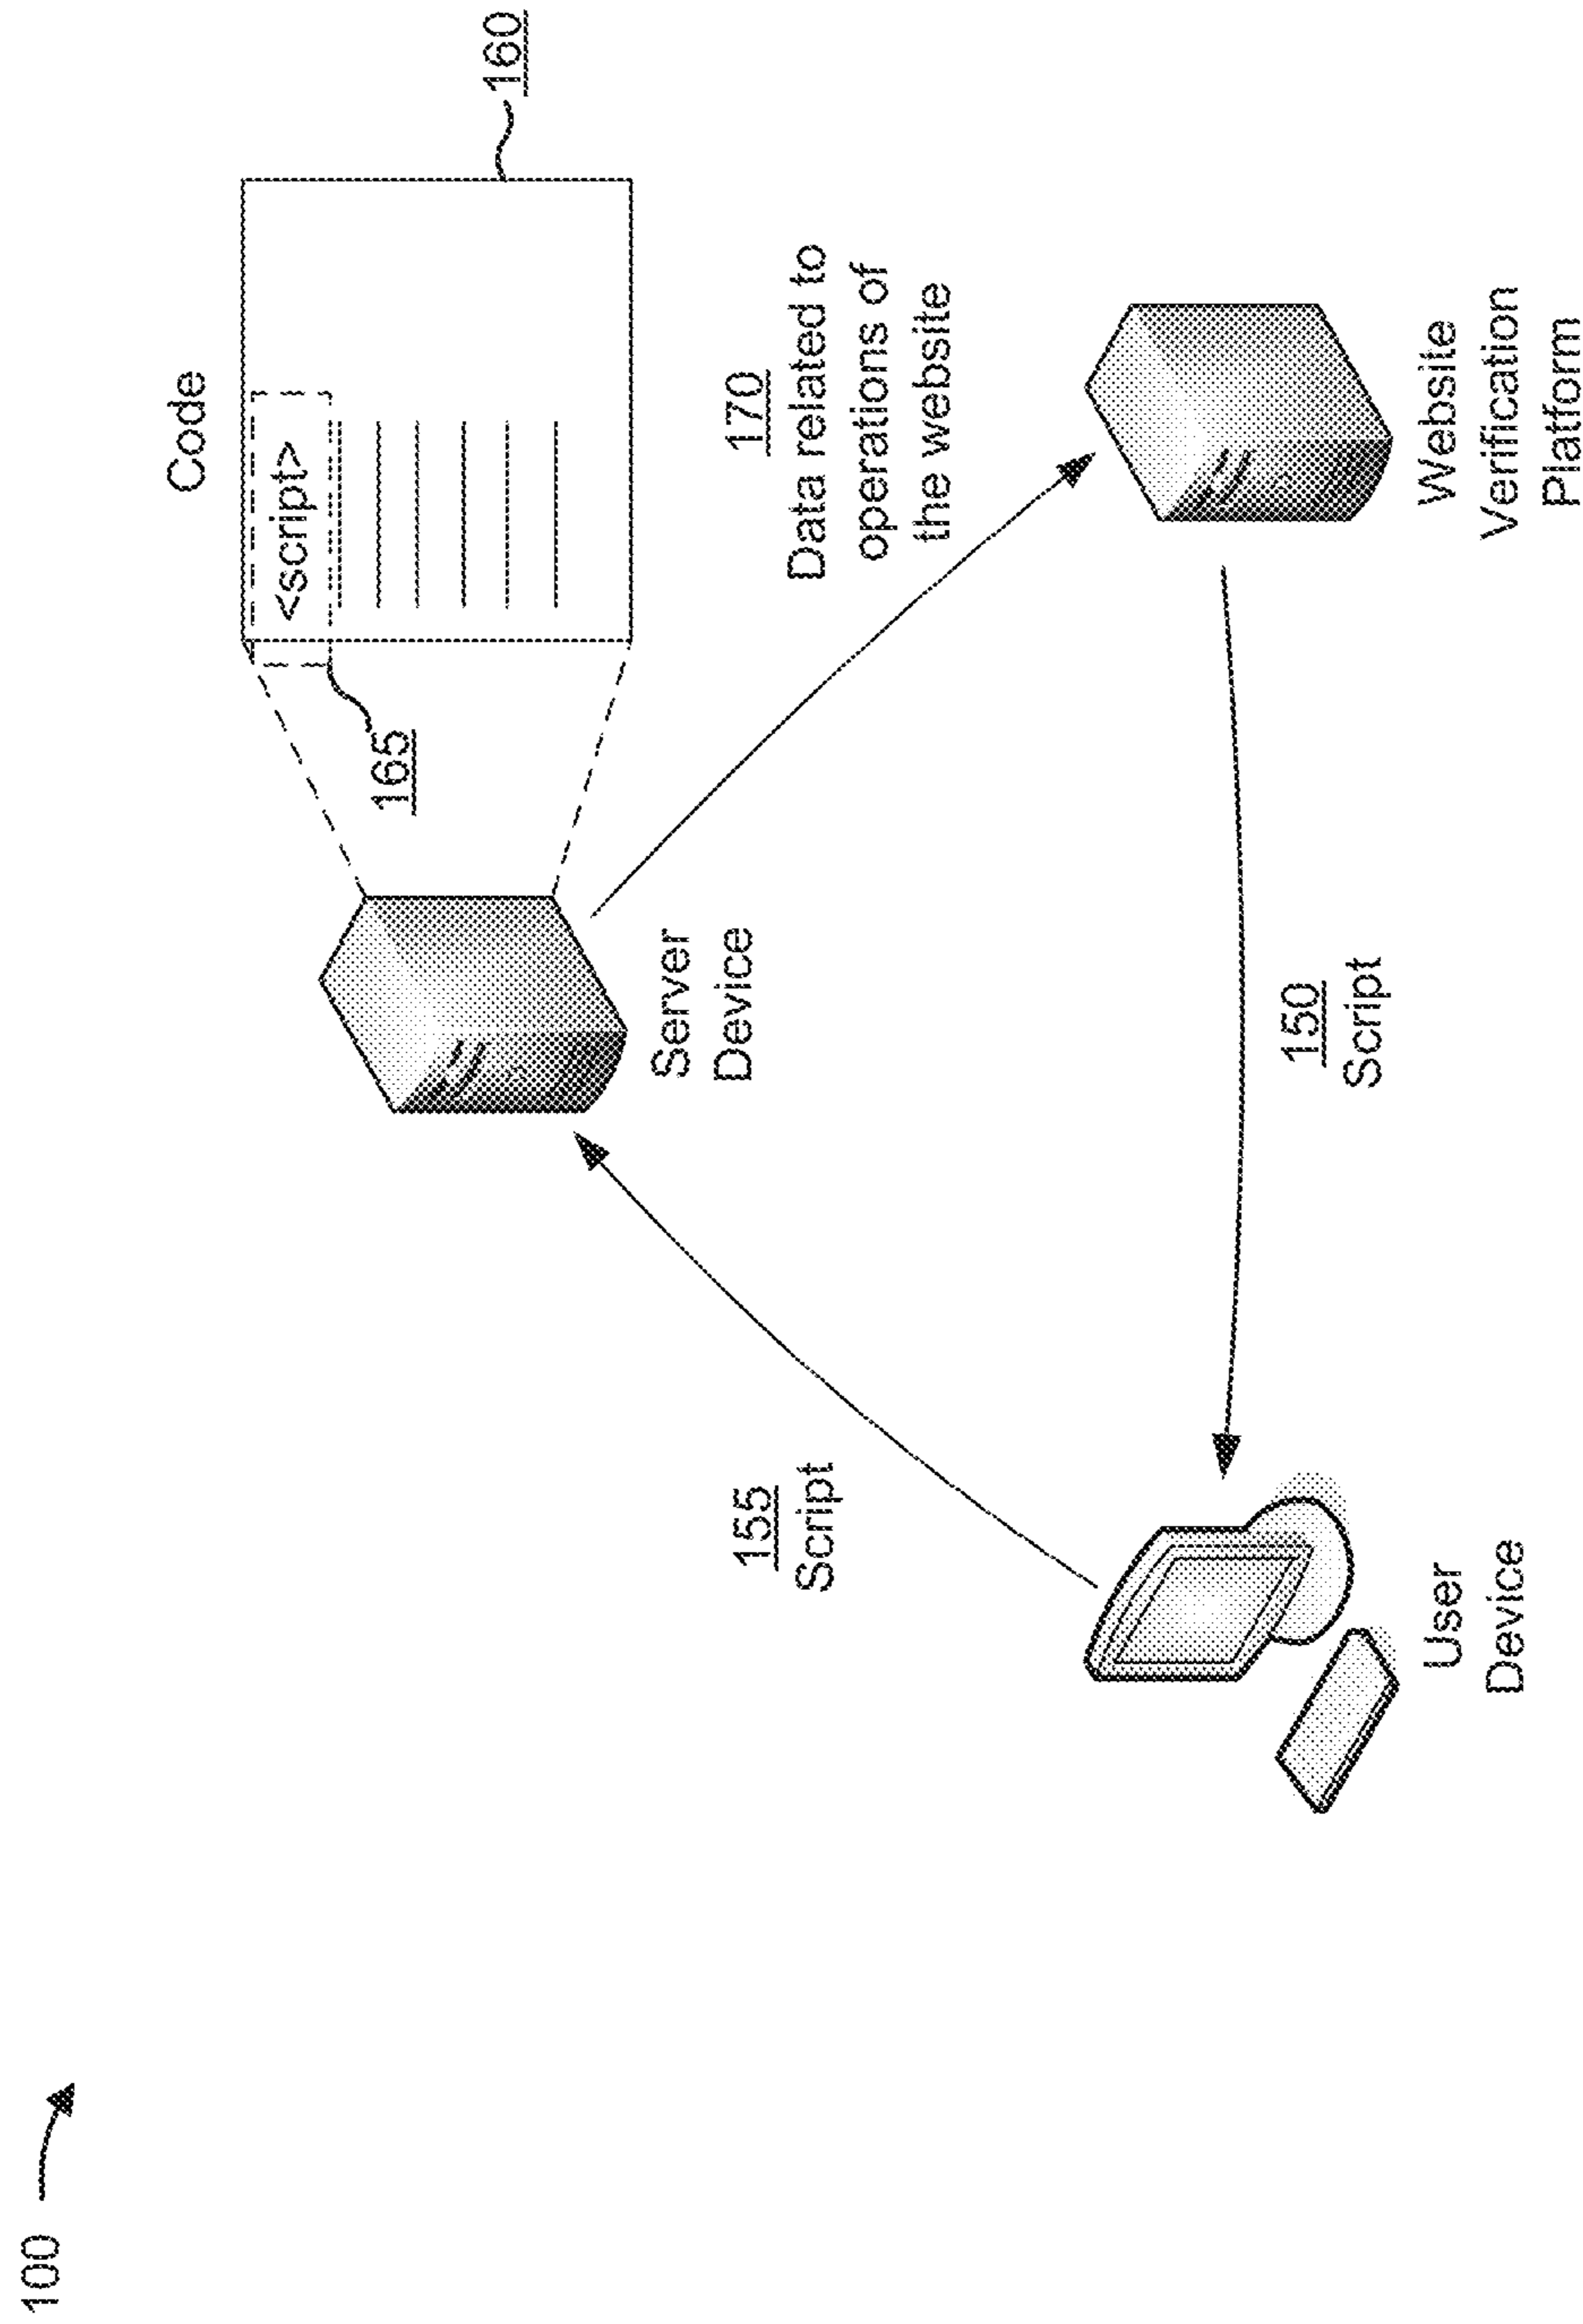 100
Code
<script>
160
165
Server
Device
170
Data related to
operations of
the website
155
Script
150
Script
User
Device
Website
Verification
Platform